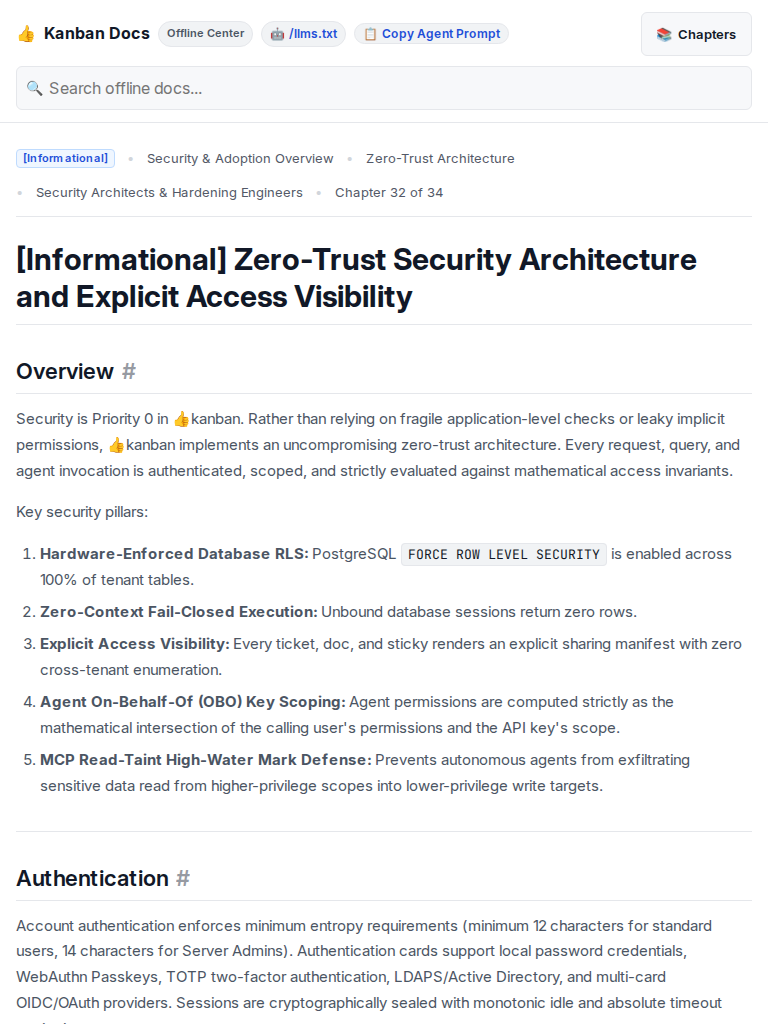 👍 Kanban Docs Offline Center 🤖 /llms.txt 📋 Copy Agent Prompt 📚 Chapters
🔍 Search offline docs...
[Informational] • Security & Adoption Overview • Zero-Trust Architecture
• Security Architects & Hardening Engineers • Chapter 32 of 34
[Informational] Zero-Trust Security Architecture
and Explicit Access Visibility
Overview #
Security is Priority 0 in 👍kanban. Rather than relying on fragile application-level checks or leaky implicit
permissions, 👍kanban implements an uncompromising zero-trust architecture. Every request, query, and
agent invocation is authenticated, scoped, and strictly evaluated against mathematical access invariants.
Key security pillars:
1. Hardware-Enforced Database RLS: PostgreSQL FORCE ROW LEVEL SECURITY is enabled across
100% of tenant tables.
2. Zero-Context Fail-Closed Execution: Unbound database sessions return zero rows.
3. Explicit Access Visibility: Every ticket, doc, and sticky renders an explicit sharing manifest with zero
cross-tenant enumeration.
4. Agent On-Behalf-Of (OBO) Key Scoping: Agent permissions are computed strictly as the
mathematical intersection of the calling user's permissions and the API key's scope.
5. MCP Read-Taint High-Water Mark Defense: Prevents autonomous agents from exfiltrating
sensitive data read from higher-privilege scopes into lower-privilege write targets.
Authentication #
Account authentication enforces minimum entropy requirements (minimum 12 characters for standard
users, 14 characters for Server Admins). Authentication cards support local password credentials,
WebAuthn Passkeys, TOTP two-factor authentication, LDAPS/Active Directory, and multi-card
OIDC/OAuth providers. Sessions are cryptographically sealed with monotonic idle and absolute timeout